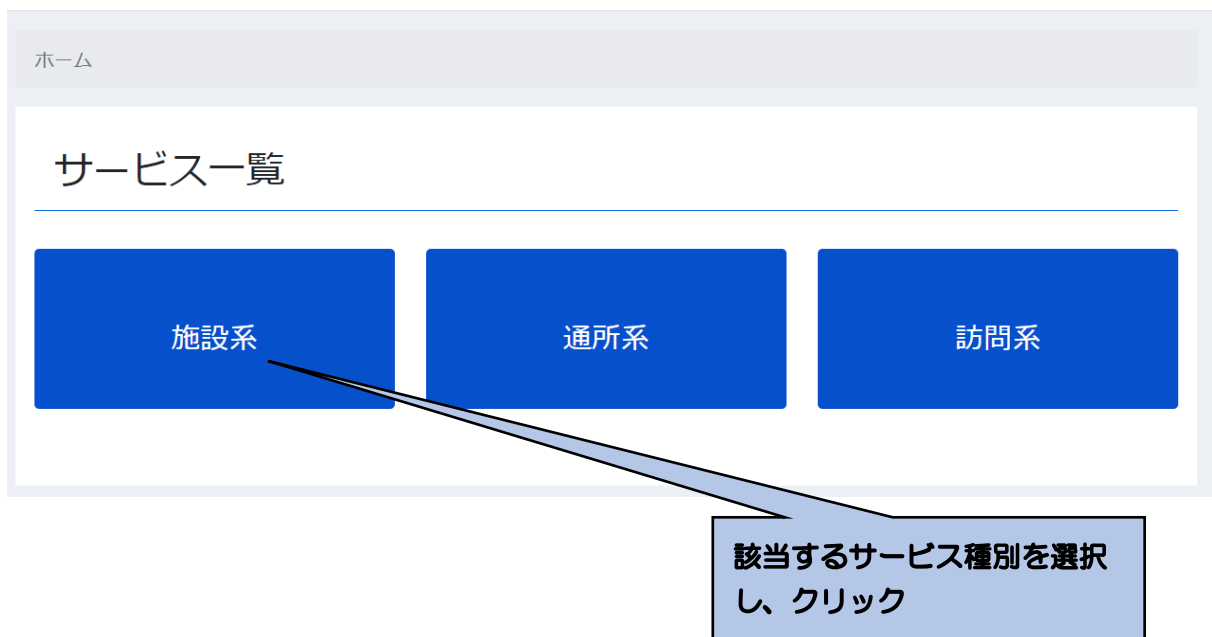 ホーム
サービス一覧
施設系
通所系
訪問系
該当するサービス種別を選択
し、クリック